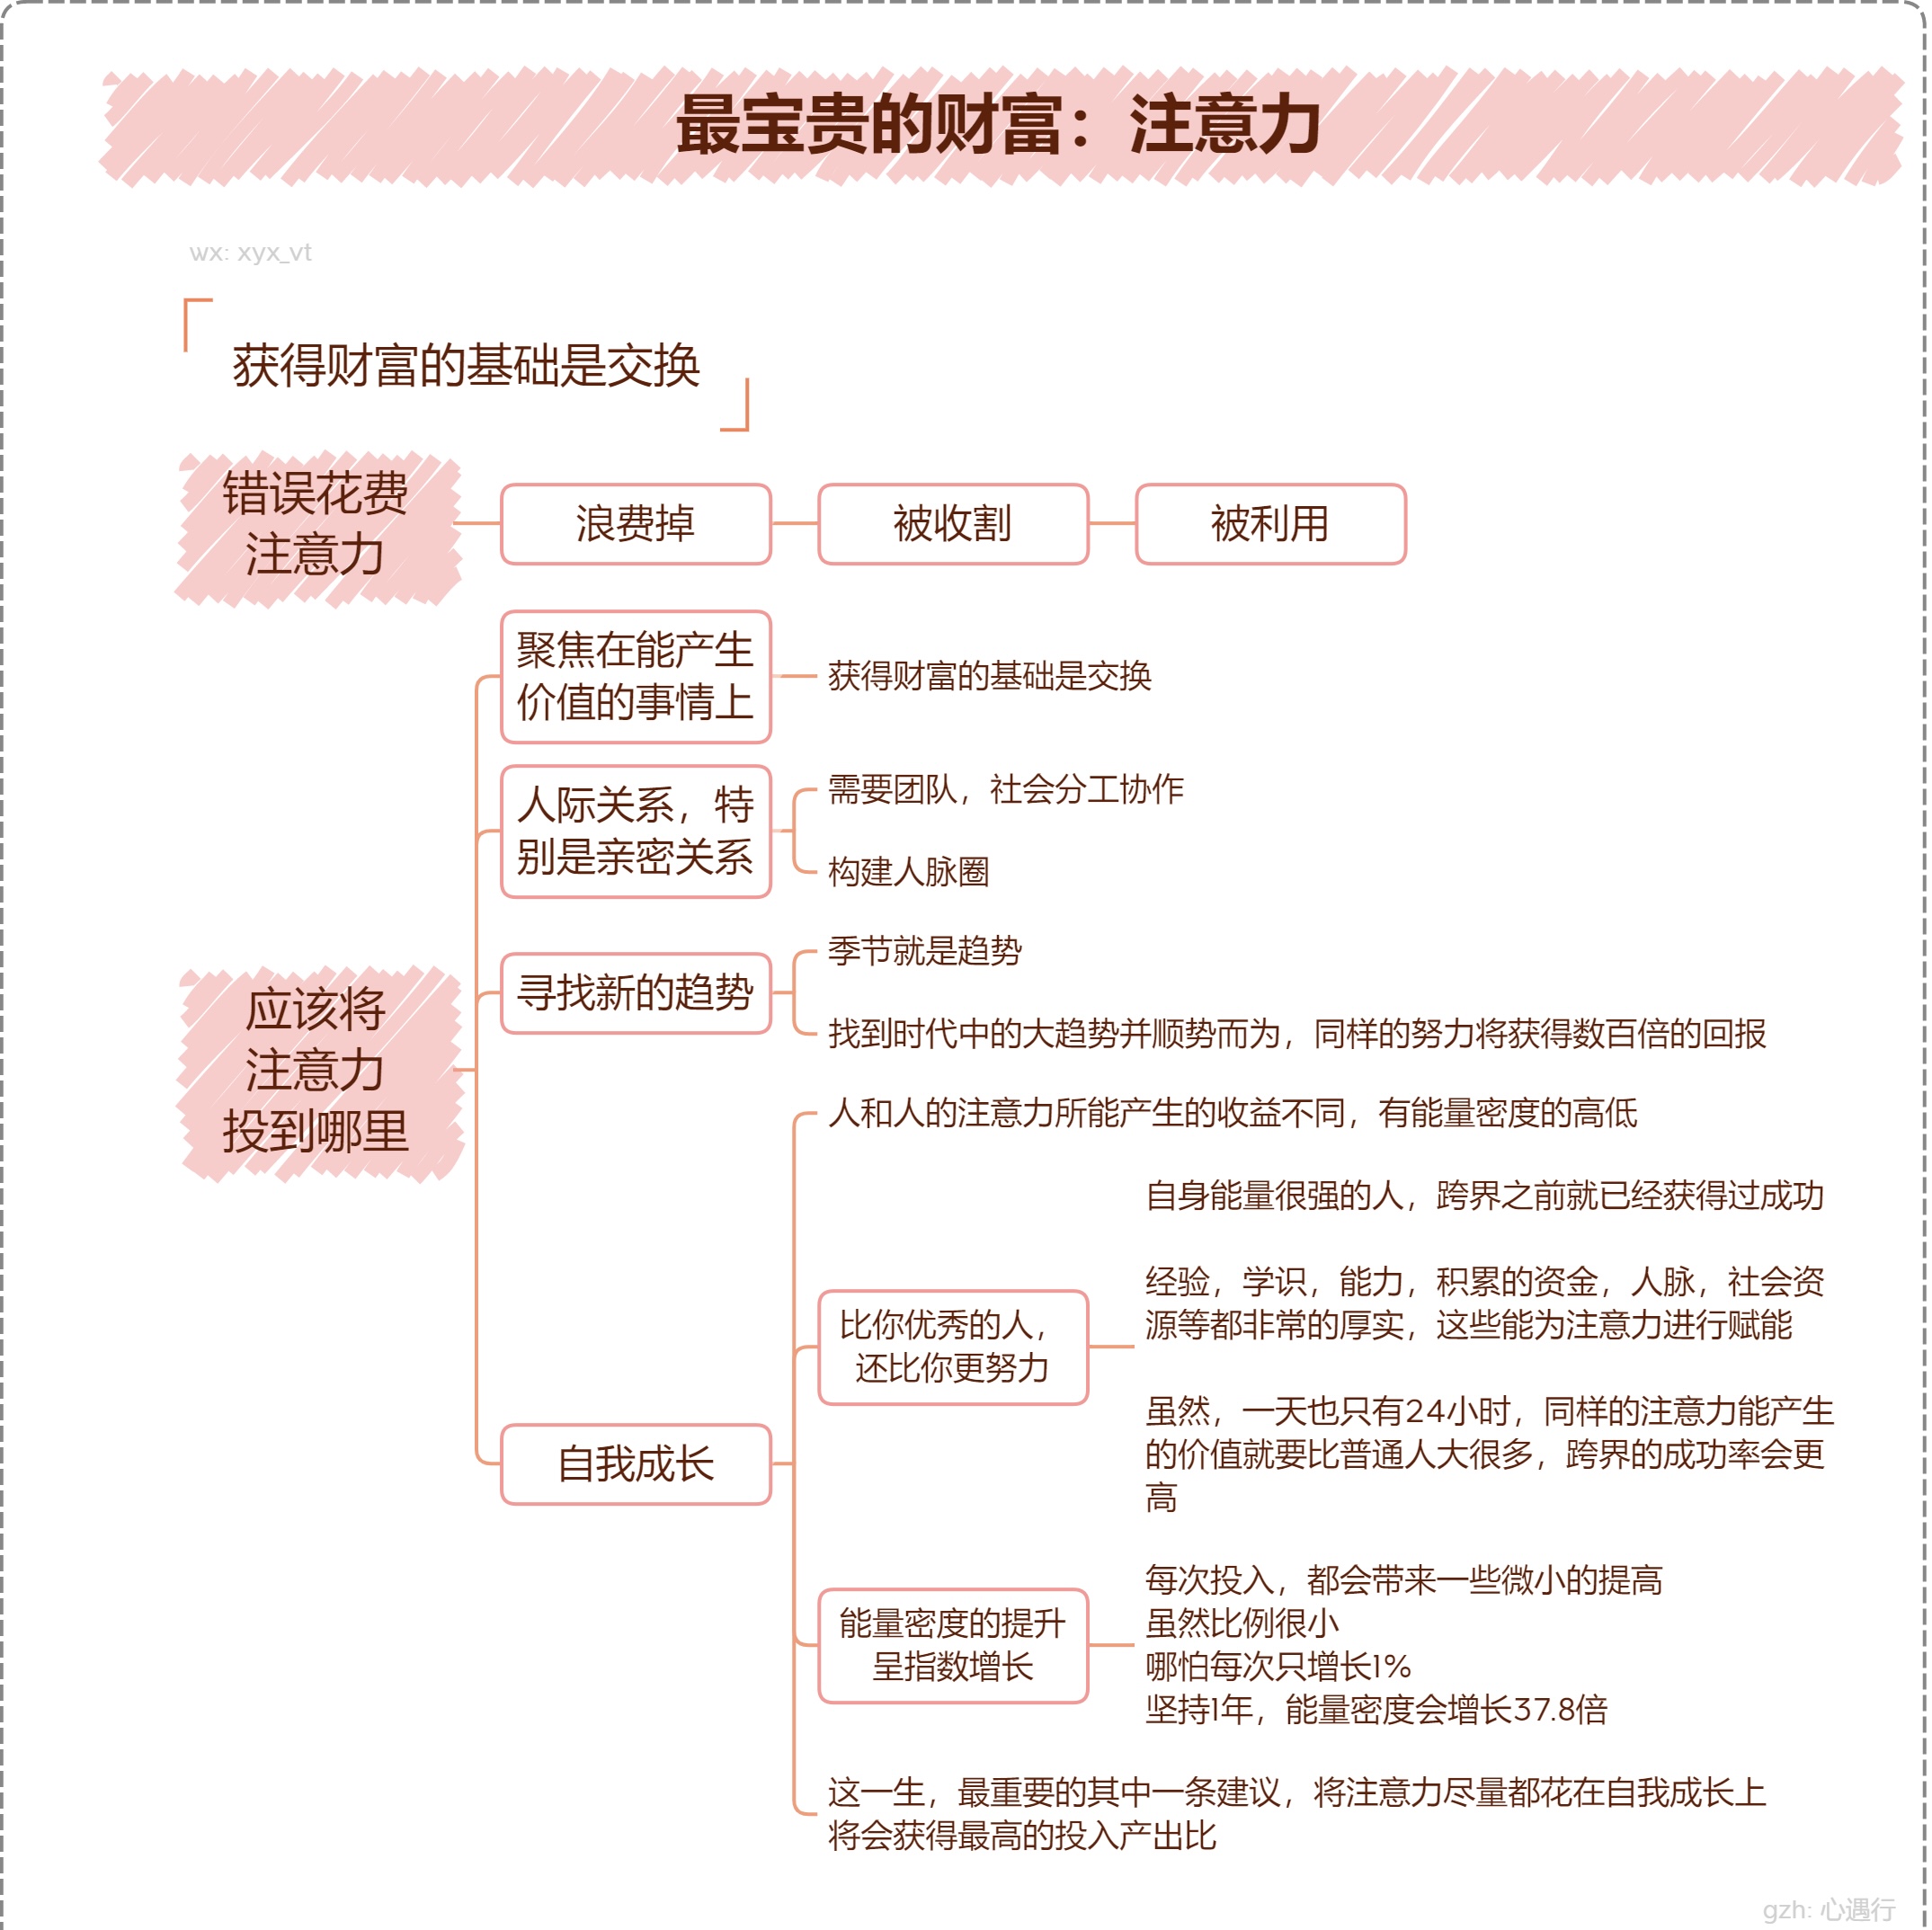 最宝贵的财富：注意力
wx: xyx_vt
获得财富的基础是交换
错误花费
注意力
浪费掉
被收割
被利用
应该将
注意力
投到哪里
聚焦在能产生
价值的事情上
获得财富的基础是交换
人际关系，特
别是亲密关系
需要团队，社会分工协作
构建人脉圈
寻找新的趋势
季节就是趋势
找到时代中的大趋势并顺势而为，同样的努力将获得数百倍的回报
自我成长
人和人的注意力所能产生的收益不同，有能量密度的高低
比你优秀的人，
还比你更努力
自身能量很强的人，跨界之前就已经获得过成功
经验，学识，能力，积累的资金，人脉，社会资
源等都非常的厚实，这些能为注意力进行赋能
虽然，一天也只有24小时，同样的注意力能产生
的价值就要比普通人大很多，跨界的成功率会更
高
能量密度的提升
呈指数增长
每次投入，都会带来一些微小的提高
虽然比例很小
哪怕每次只增长1%
坚持1年，能量密度会增长37.8倍
这一生，最重要的其中一条建议，将注意力尽量都花在自我成长上
将会获得最高的投入产出比
gzh: 心遇行